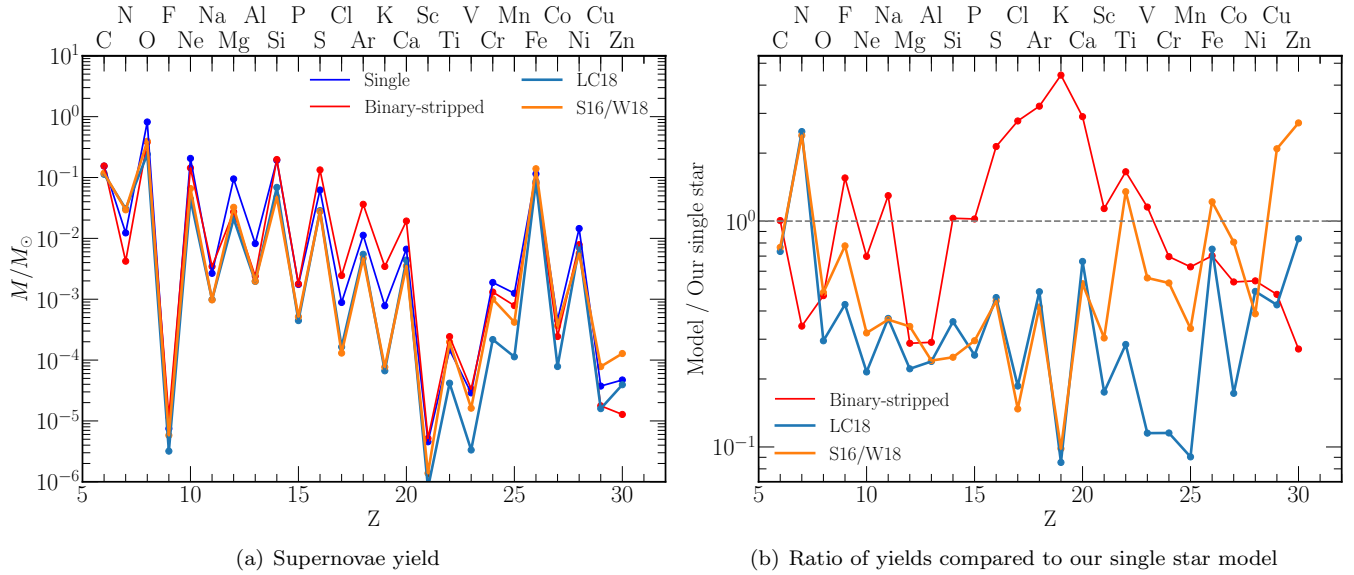 N F Na Al P Cl K Sc V Mn Co Cu
C O Ne Mg Si S Ar Ca Ti Cr Fe Ni Zn
10^1
10^0
10^{-1}
10^{-2}
10^{-3}
10^{-4}
10^{-5}
10^{-6}
M/M_⊙
Single
Binary-stripped
LC18
S16/W18
5 10 15 20 25 30
Z
(a) Supernovae yield
N F Na Al P Cl K Sc V Mn Co Cu
C O Ne Mg Si S Ar Ca Ti Cr Fe Ni Zn
10^0
10^{-1}
Model / Our single star
Binary-stripped
LC18
S16/W18
5 10 15 20 25 30
Z
(b) Ratio of yields compared to our single star model